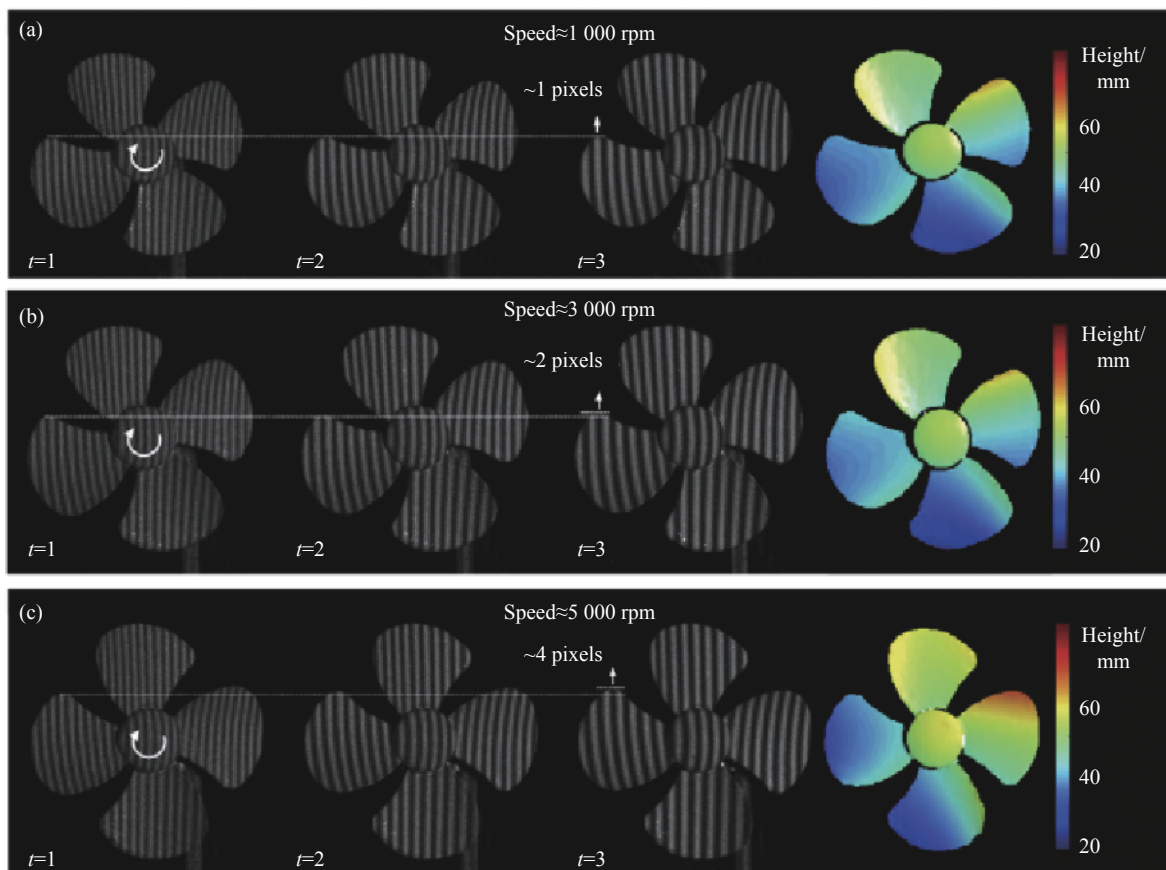 (a)
Speed≈1 000 rpm
~1 pixels
Height/
mm
60
40
20
t=1
t=2
t=3
(b)
Speed≈3 000 rpm
~2 pixels
Height/
mm
60
40
20
t=1
t=2
t=3
(c)
Speed≈5 000 rpm
~4 pixels
Height/
mm
60
40
20
t=1
t=2
t=3